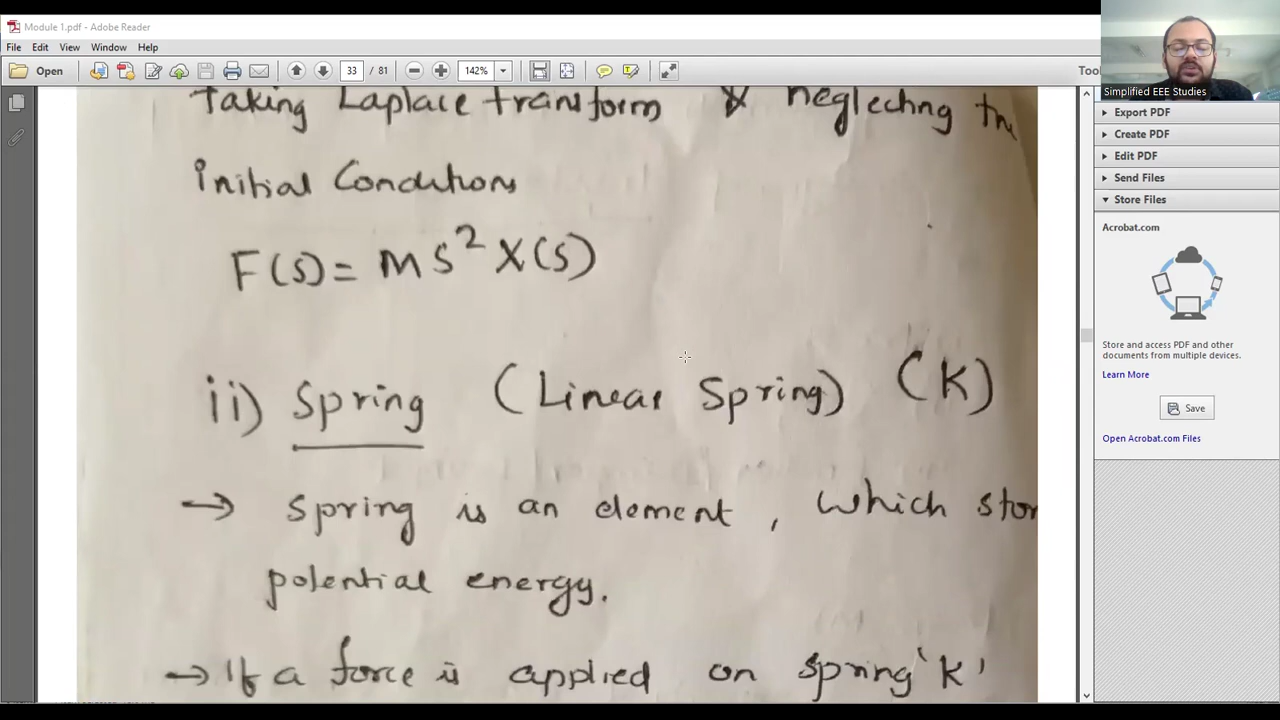 Module 1.pdf - Adobe Reader
File Edit View Window Help
Open 33 / 81 142% Tool
Simplified EEE Studies
Taking Laplace transform & neglecting the
initial Conditions
F(s) = M S² X(s)
ii) Spring (Linear Spring) (K)
→ Spring is an element, which stor
potential energy.
→ If a force is applied on spring 'K'
Export PDF
Create PDF
Edit PDF
Send Files
Store Files
Acrobat.com
Store and access PDF and other
documents from multiple devices.
Learn More
Save
Open Acrobat.com Files